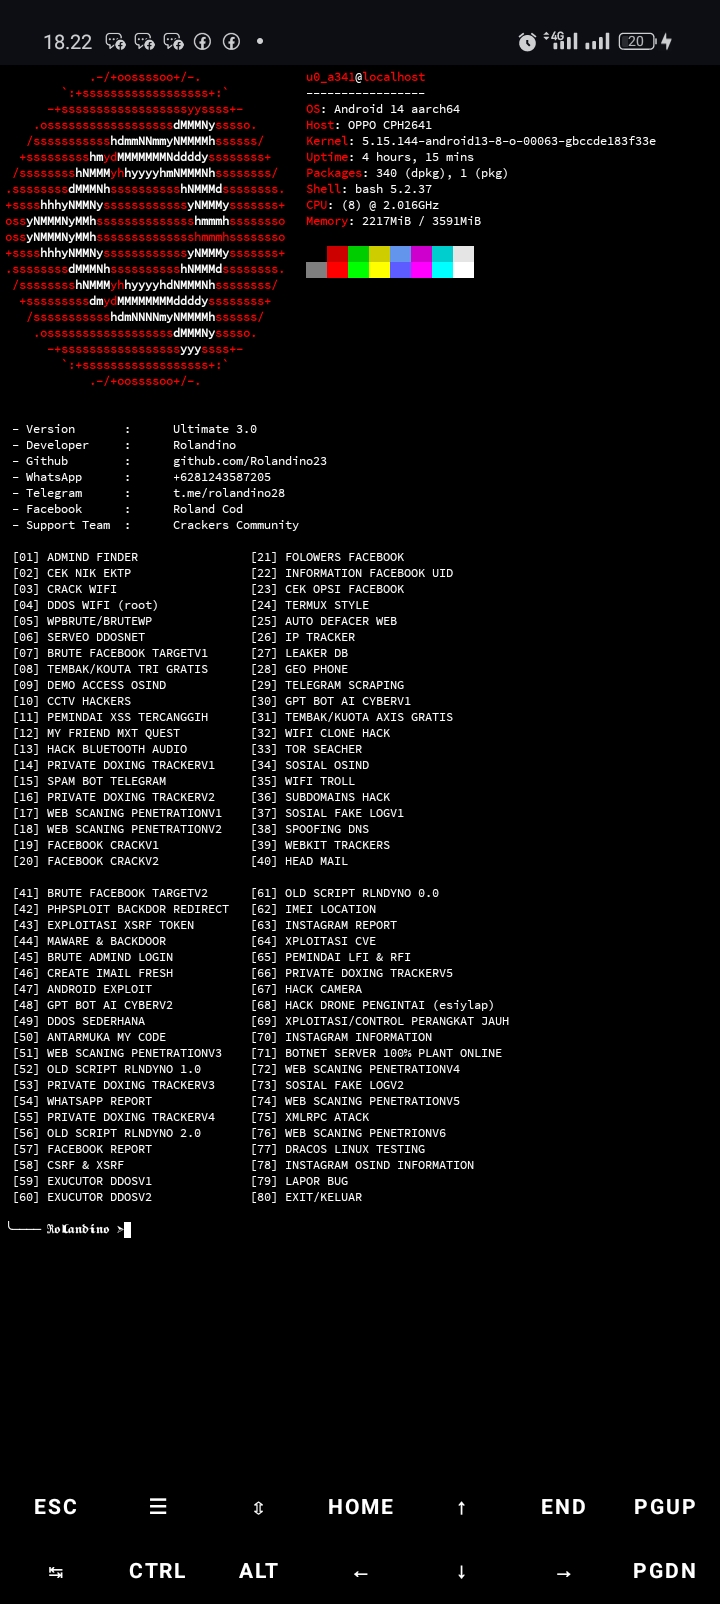 18.22
4G
20
.-/+oossssoo+/-.
u0_a341@localhost
`:+ssssssssssssssssss+:`
-----------------
-+ssssssssssssssssssyyssss+-
OS: Android 14 aarch64
.ossssssssssssssssssdMMMNysssso.
Host: OPPO CPH2641
/ssssssssssshdmmNNmmyNMMMMhssssss/
Kernel: 5.15.144-android13-8-o-00063-gbccde183f33e
+ssssssssshmydMMMMMMMNddddyssssssss+
Uptime: 4 hours, 15 mins
/sssssssshNMMMyhhyyyyhmNMMMNhssssssss/
Packages: 340 (dpkg), 1 (pkg)
.ssssssssdMMMNhsssssssssshNMMMdssssssss.
Shell: bash 5.2.37
+sssshhhyNMMNyssssssssssssyNMMMysssssss+
CPU: (8) @ 2.016GHz
ossyNMMMNyMMhsssssssssssssshmmmhssssssso
Memory: 2217MiB / 3591MiB
ossyNMMMNyMMhsssssssssssssshmmmhssssssso
+sssshhhyNMMNyssssssssssssyNMMMysssssss+
.ssssssssdMMMNhsssssssssshNMMMdssssssss.
/sssssssshNMMMyhhyyyyhdNMMMNhssssssss/
+sssssssssdmydMMMMMMMMddddyssssssss+
/ssssssssssshdmNNNNmyNMMMMhssssss/
.ossssssssssssssssssdMMMNysssso.
-+sssssssssssssssssyyyssss+-
`:+ssssssssssssssssss+:`
.-/+oossssoo+/-.
- Version : Ultimate 3.0
- Developer : Rolandino
- Github : github.com/Rolandino23
- WhatsApp : +6281243587205
- Telegram : t.me/rolandino28
- Facebook : Roland Cod
- Support Team : Crackers Community
[01] ADMIND FINDER [21] FOLOWERS FACEBOOK
[02] CEK NIK EKTP [22] INFORMATION FACEBOOK UID
[03] CRACK WIFI [23] CEK OPSI FACEBOOK
[04] DDOS WIFI (root) [24] TERMUX STYLE
[05] WPBRUTE/BRUTEWP [25] AUTO DEFACER WEB
[06] SERVEO DDOSNET [26] IP TRACKER
[07] BRUTE FACEBOOK TARGETV1 [27] LEAKER DB
[08] TEMBAK/KOUTA TRI GRATIS [28] GEO PHONE
[09] DEMO ACCESS OSIND [29] TELEGRAM SCRAPING
[10] CCTV HACKERS [30] GPT BOT AI CYBERV1
[11] PEMINDAI XSS TERCANGGIH [31] TEMBAK/KUOTA AXIS GRATIS
[12] MY FRIEND MXT QUEST [32] WIFI CLONE HACK
[13] HACK BLUETOOTH AUDIO [33] TOR SEACHER
[14] PRIVATE DOXING TRACKERV1 [34] SOSIAL OSIND
[15] SPAM BOT TELEGRAM [35] WIFI TROLL
[16] PRIVATE DOXING TRACKERV2 [36] SUBDOMAINS HACK
[17] WEB SCANING PENETRATIONV1 [37] SOSIAL FAKE LOGV1
[18] WEB SCANING PENETRATIONV2 [38] SPOOFING DNS
[19] FACEBOOK CRACKV1 [39] WEBKIT TRACKERS
[20] FACEBOOK CRACKV2 [40] HEAD MAIL
[41] BRUTE FACEBOOK TARGETV2 [61] OLD SCRIPT RLNDYNO 0.0
[42] PHPSPLOIT BACKDOR REDIRECT [62] IMEI LOCATION
[43] EXPLOITASI XSRF TOKEN [63] INSTAGRAM REPORT
[44] MAWARE & BACKDOOR [64] XPLOITASI CVE
[45] BRUTE ADMIND LOGIN [65] PEMINDAI LFI & RFI
[46] CREATE IMAIL FRESH [66] PRIVATE DOXING TRACKERV5
[47] ANDROID EXPLOIT [67] HACK CAMERA
[48] GPT BOT AI CYBERV2 [68] HACK DRONE PENGINTAI (esiylap)
[49] DDOS SEDERHANA [69] XPLOITASI/CONTROL PERANGKAT JAUH
[50] ANTARMUKA MY CODE [70] INSTAGRAM INFORMATION
[51] WEB SCANING PENETRATIONV3 [71] BOTNET SERVER 100% PLANT ONLINE
[52] OLD SCRIPT RLNDYNO 1.0 [72] WEB SCANING PENETRATIONV4
[53] PRIVATE DOXING TRACKERV3 [73] SOSIAL FAKE LOGV2
[54] WHATSAPP REPORT [74] WEB SCANING PENETRATIONV5
[55] PRIVATE DOXING TRACKERV4 [75] XMLRPC ATACK
[56] OLD SCRIPT RLNDYNO 2.0 [76] WEB SCANING PENETRIONV6
[57] FACEBOOK REPORT [77] DRACOS LINUX TESTING
[58] CSRF & XSRF [78] INSTAGRAM OSIND INFORMATION
[59] EXUCUTOR DDOSV1 [79] LAPOR BUG
[60] EXUCUTOR DDOSV2 [80] EXIT/KELUAR
╰──── Rolandino ≻
ESC ☰ ⇳ HOME ↑ END PGUP
↹ CTRL ALT ← ↓ → PGDN